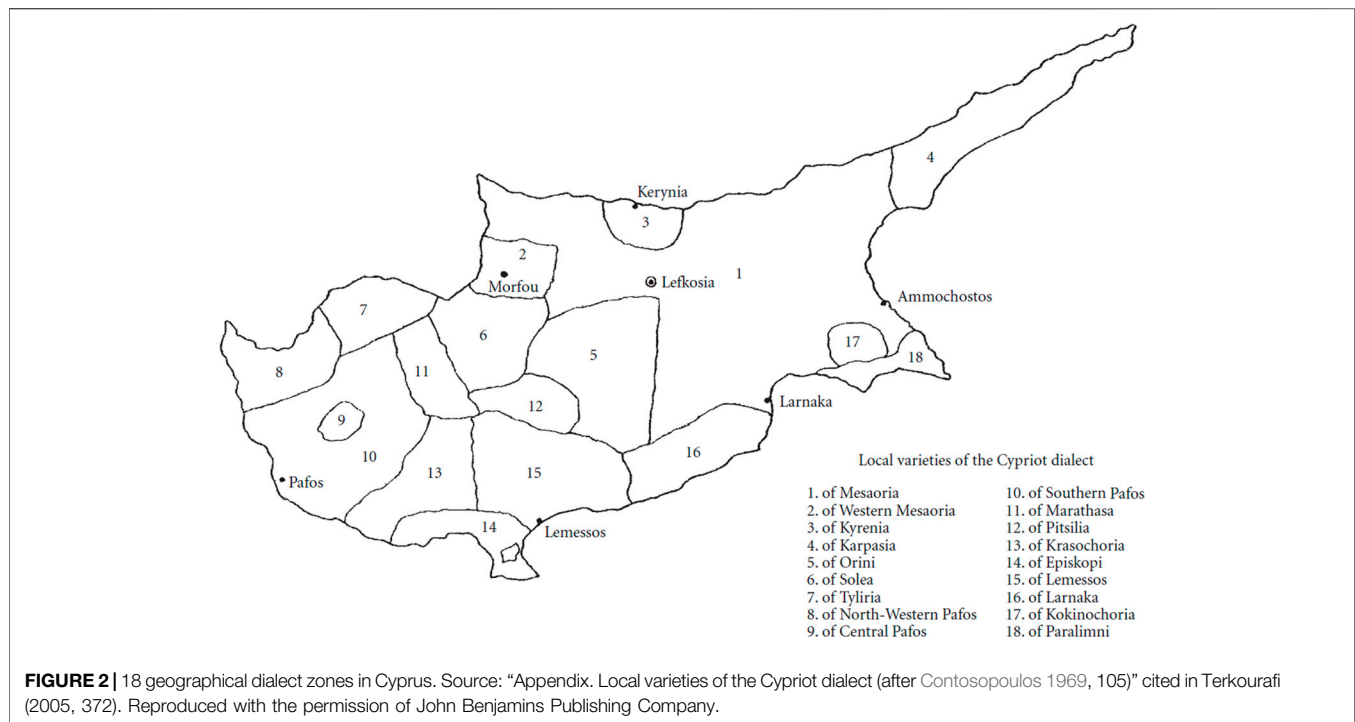 4
Kerynia
3
2
1
Morfou
Lefkosia
Ammochostos
7
6
17
5
18
8
11
Larnaka
12
9
16
10
13
15
Pafos
14
Lemessos
Local varieties of the Cypriot dialect
1. of Mesaoria
2. of Western Mesaoria
3. of Kyrenia
4. of Karpasia
5. of Orini
6. of Solea
7. of Tyliria
8. of North-Western Pafos
9. of Central Pafos
10. of Southern Pafos
11. of Marathasa
12. of Pitsilia
13. of Krasochoria
14. of Episkopi
15. of Lemessos
16. of Larnaka
17. of Kokinochoria
18. of Paralimni
FIGURE 2 | 18 geographical dialect zones in Cyprus. Source: “Appendix. Local varieties of the Cypriot dialect (after Contosopoulos 1969, 105)” cited in Terkourafi
(2005, 372). Reproduced with the permission of John Benjamins Publishing Company.